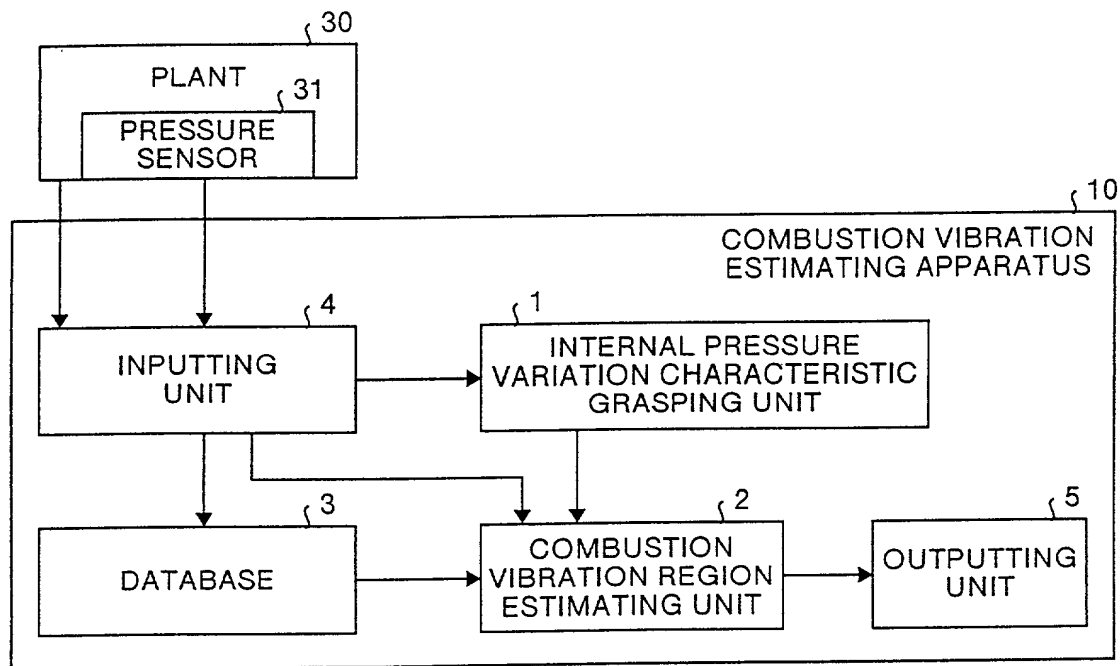 30
PLANT
31
PRESSURE
SENSOR
10
COMBUSTION VIBRATION
ESTIMATING APPARATUS
4
INPUTTING
UNIT
1
INTERNAL PRESSURE
VARIATION CHARACTERISTIC
GRASPING UNIT
3
DATABASE
2
COMBUSTION
VIBRATION REGION
ESTIMATING UNIT
5
OUTPUTTING
UNIT